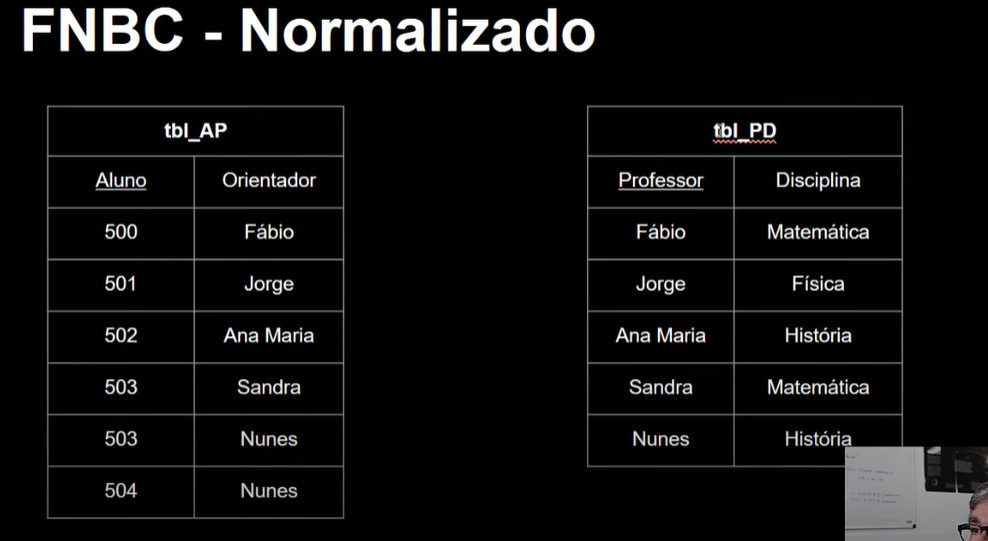 FNBC - Normalizado
tbl_AP
Aluno Orientador
500 Fábio
501 Jorge
502 Ana Maria
503 Sandra
503 Nunes
504 Nunes
tbl_PD
Professor Disciplina
Fábio Matemática
Jorge Física
Ana Maria História
Sandra Matemática
Nunes História